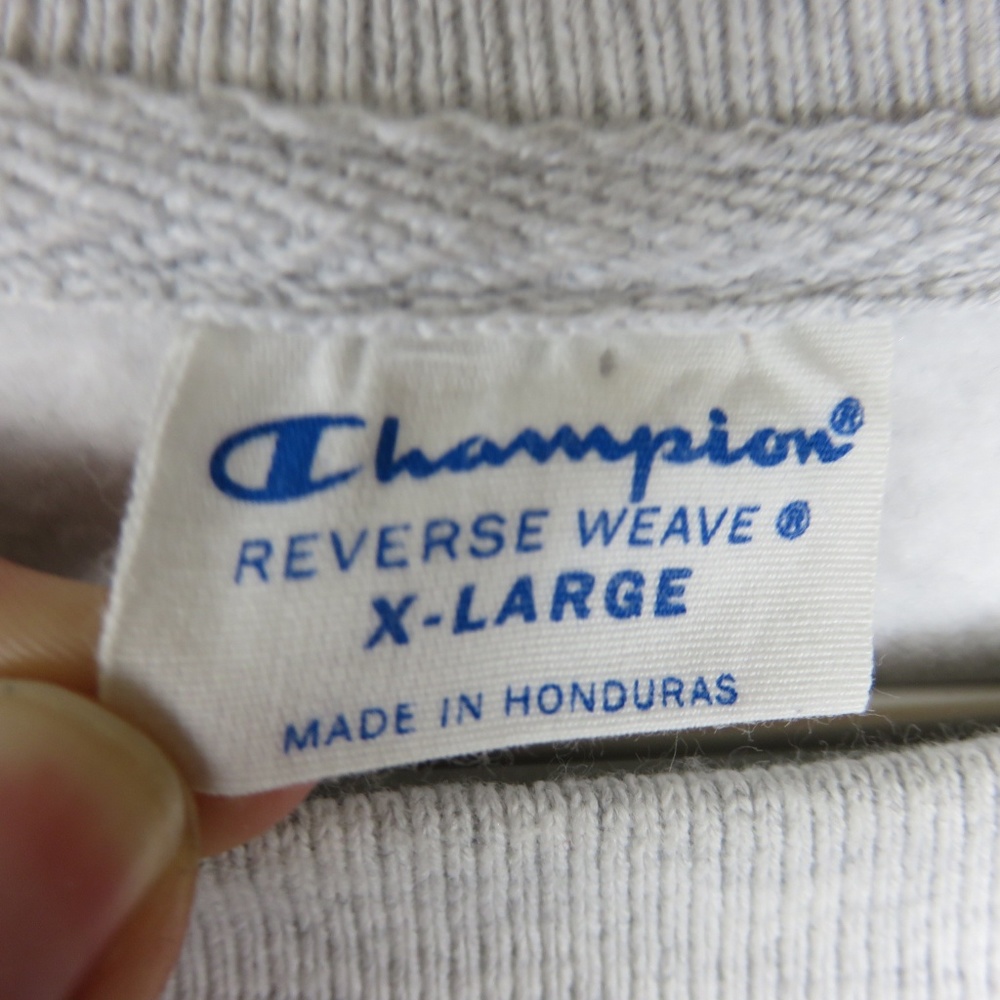 Champion®
REVERSE WEAVE ®
X-LARGE
MADE IN HONDURAS